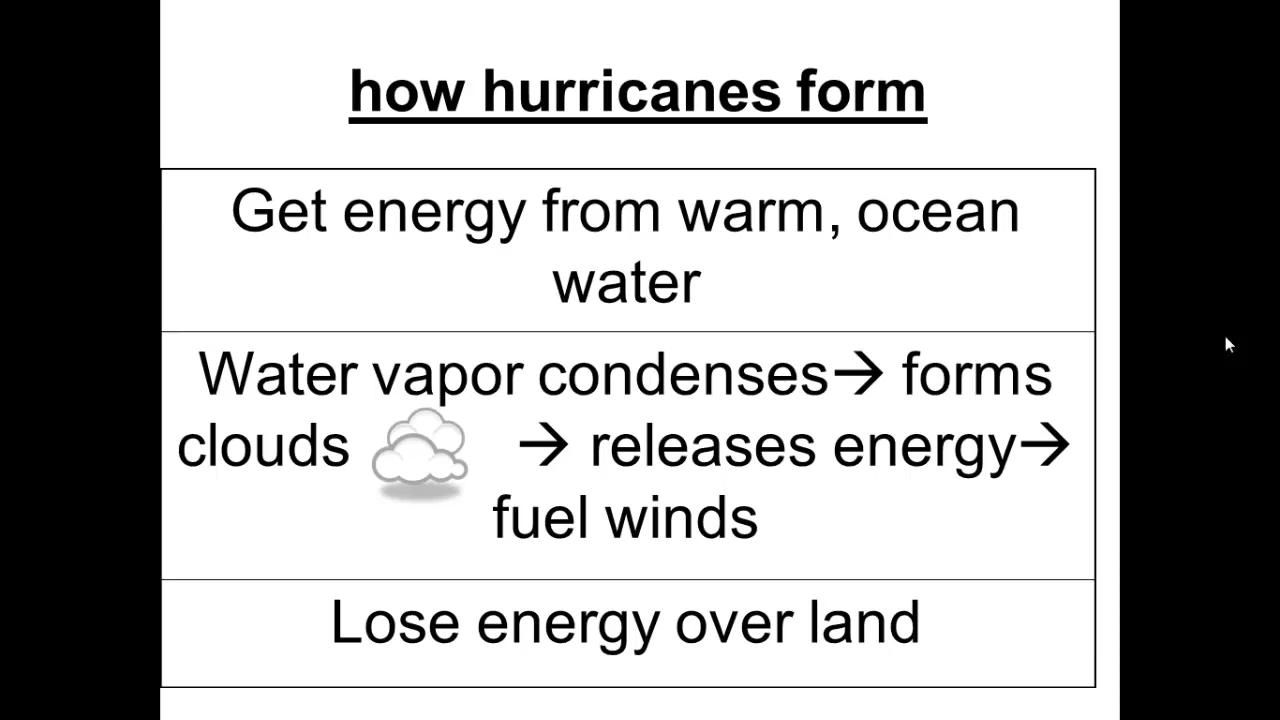 how hurricanes form
Get energy from warm, ocean
water
Water vapor condenses→ forms
clouds → releases energy→
fuel winds
Lose energy over land